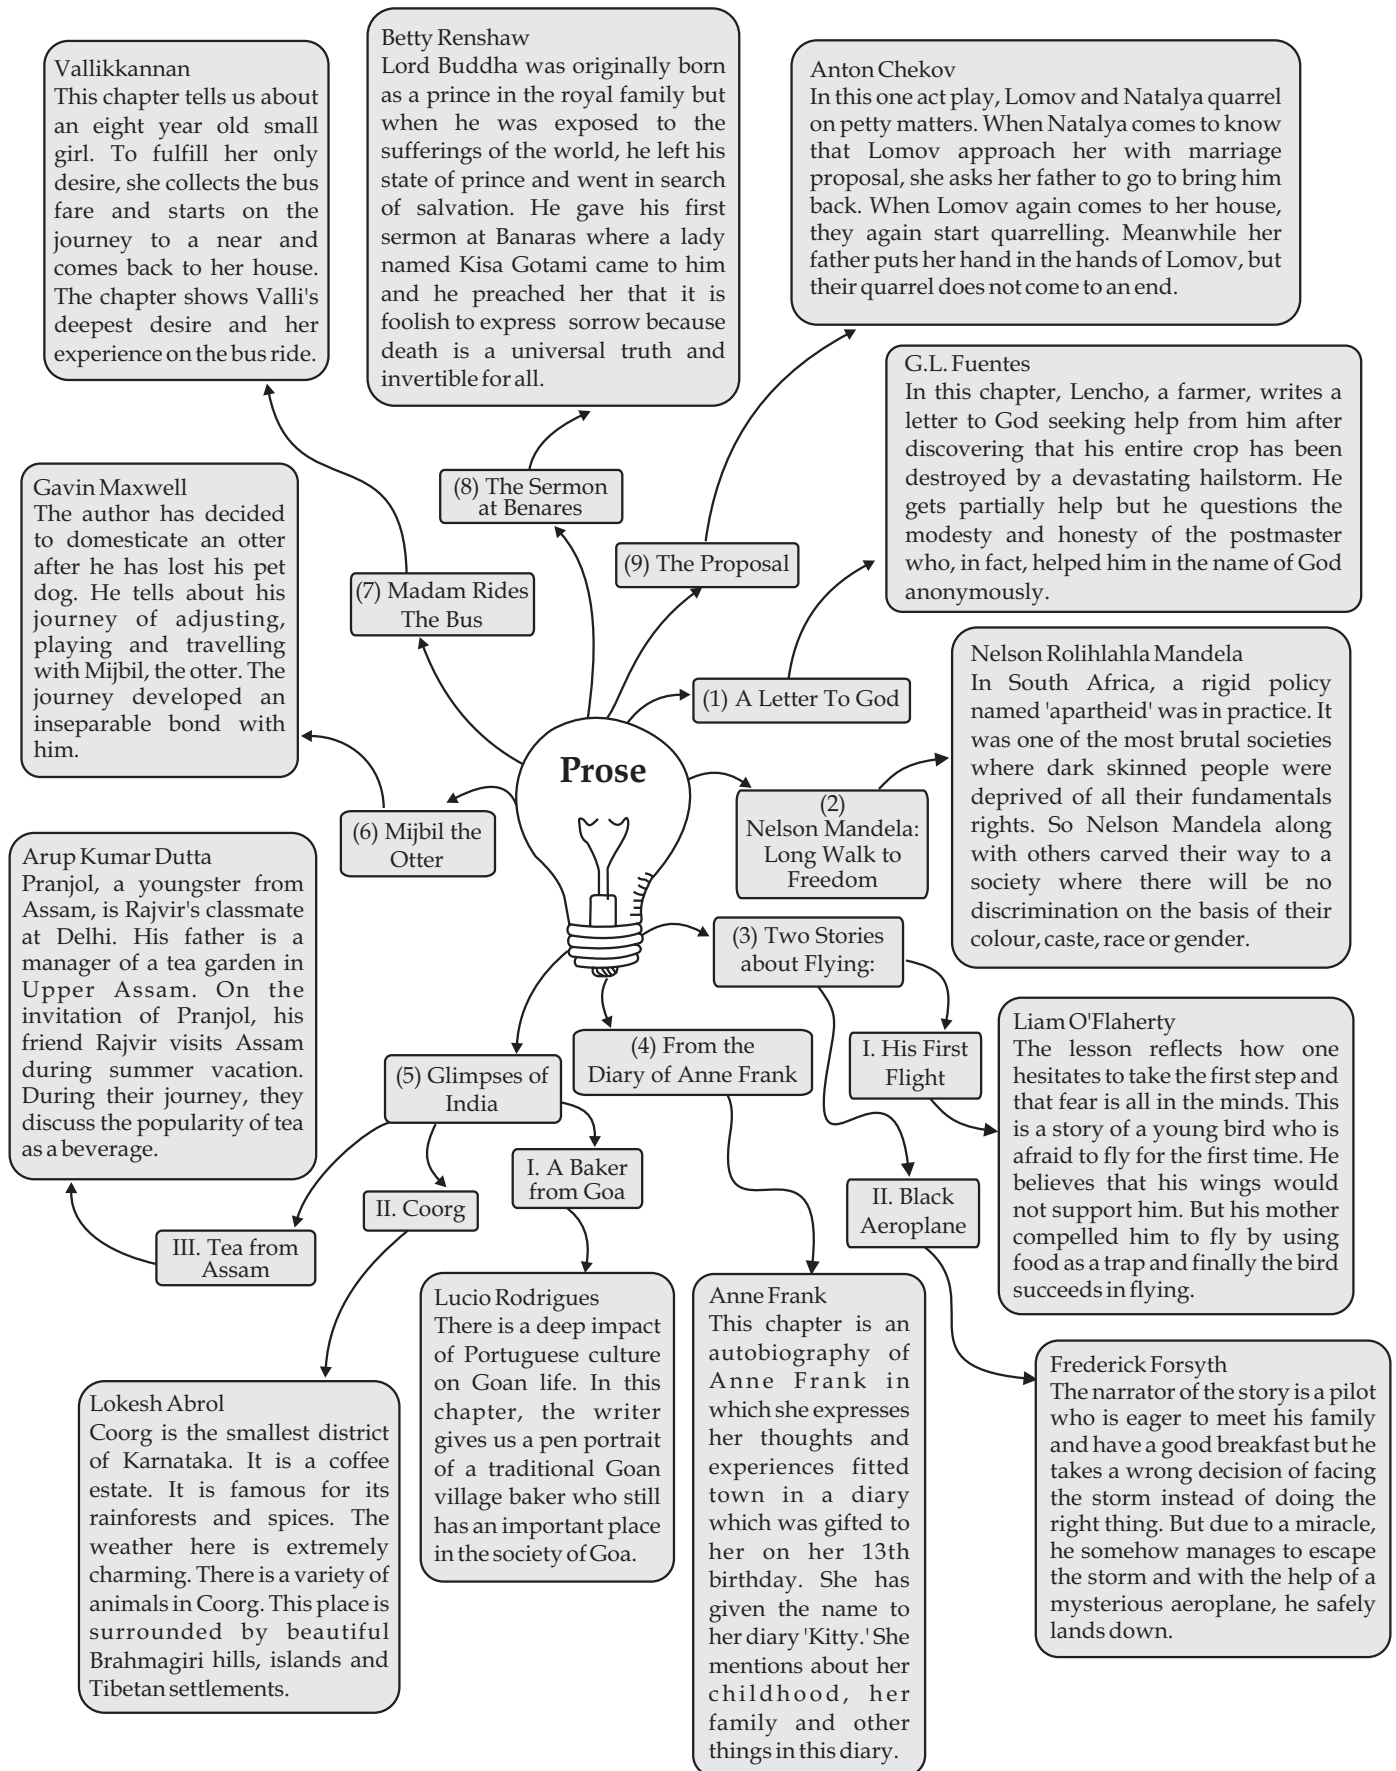 Vallikkannan
This chapter tells us about
an eight year old small
girl. To fulfill her only
desire, she collects the bus
fare and starts on the
journey to a near and
comes back to her house.
The chapter shows Valli's
deepest desire and her
experience on the bus ride.
Betty Renshaw
Lord Buddha was originally born
as a prince in the royal family but
when he was exposed to the
sufferings of the world, he left his
state of prince and went in search
of salvation. He gave his first
sermon at Banaras where a lady
named Kisa Gotami came to him
and he preached her that it is
foolish to express sorrow because
death is a universal truth and
invertible for all.
Anton Chekov
In this one act play, Lomov and Natalya quarrel
on petty matters. When Natalya comes to know
that Lomov approach her with marriage
proposal, she asks her father to go to bring him
back. When Lomov again comes to her house,
they again start quarrelling. Meanwhile her
father puts her hand in the hands of Lomov, but
their quarrel does not come to an end.
G.L. Fuentes
In this chapter, Lencho, a farmer, writes a
letter to God seeking help from him after
discovering that his entire crop has been
destroyed by a devastating hailstorm. He
gets partially help but he questions the
modesty and honesty of the postmaster
who, in fact, helped him in the name of God
anonymously.
Gavin Maxwell
The author has decided
to domesticate an otter
after he has lost his pet
dog. He tells about his
journey of adjusting,
playing and travelling
with Mijbil, the otter. The
journey developed an
inseparable bond with
him.
(8) The Sermon
at Benares
(9) The Proposal
(7) Madam Rides
The Bus
(1) A Letter To God
Nelson Rolihlahla Mandela
In South Africa, a rigid policy
named 'apartheid' was in practice. It
was one of the most brutal societies
where dark skinned people were
deprived of all their fundamentals
rights. So Nelson Mandela along
with others carved their way to a
society where there will be no
discrimination on the basis of their
colour, caste, race or gender.
Prose
(2)
Nelson Mandela:
Long Walk to
Freedom
(6) Mijbil the
Otter
Arup Kumar Dutta
Pranjol, a youngster from
Assam, is Rajvir's classmate
at Delhi. His father is a
manager of a tea garden in
Upper Assam. On the
invitation of Pranjol, his
friend Rajvir visits Assam
during summer vacation.
During their journey, they
discuss the popularity of tea
as a beverage.
(3) Two Stories
about Flying:
I. His First
Flight
Liam O'Flaherty
The lesson reflects how one
hesitates to take the first step and
that fear is all in the minds. This
is a story of a young bird who is
afraid to fly for the first time. He
believes that his wings would
not support him. But his mother
compelled him to fly by using
food as a trap and finally the bird
succeeds in flying.
(4) From the
Diary of Anne Frank
(5) Glimpses of
India
I. A Baker
from Goa
II. Coorg
III. Tea from
Assam
II. Black
Aeroplane
Lucio Rodrigues
There is a deep impact
of Portuguese culture
on Goan life. In this
chapter, the writer
gives us a pen portrait
of a traditional Goan
village baker who still
has an important place
in the society of Goa.
Anne Frank
This chapter is an
autobiography of
Anne Frank in
which she expresses
her thoughts and
experiences fitted
town in a diary
which was gifted to
her on her 13th
birthday. She has
given the name to
her diary 'Kitty.' She
mentions about her
childhood, her
family and other
things in this diary.
Frederick Forsyth
The narrator of the story is a pilot
who is eager to meet his family
and have a good breakfast but he
takes a wrong decision of facing
the storm instead of doing the
right thing. But due to a miracle,
he somehow manages to escape
the storm and with the help of a
mysterious aeroplane, he safely
lands down.
Lokesh Abrol
Coorg is the smallest district
of Karnataka. It is a coffee
estate. It is famous for its
rainforests and spices. The
weather here is extremely
charming. There is a variety of
animals in Coorg. This place is
surrounded by beautiful
Brahmagiri hills, islands and
Tibetan settlements.